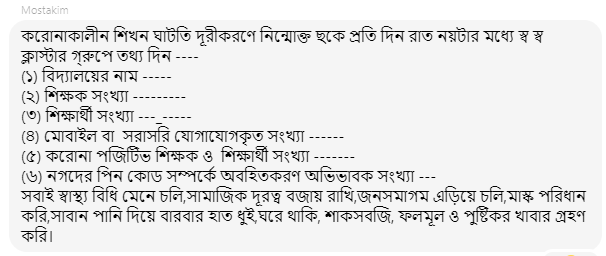 Mostakim
করোনাকালীন শিখন ঘাটতি দূরীকরণে নিন্মোক্ত ছকে প্রতি দিন রাত নয়টার মধ্যে স্ব স্ব
ক্লাস্টার গ্রুপে তথ্য দিন ----
(১) বিদ্যালয়ের নাম -----
(২) শিক্ষক সংখ্যা ---------
(৩) শিক্ষার্থী সংখ্যা ---_-----
(৪) মোবাইল বা সরাসরি যোগাযোগকৃত সংখ্যা ------
(৫) করোনা পজিটিভ শিক্ষক ও শিক্ষার্থী সংখ্যা -------
(৬) নগদের পিন কোড সম্পর্কে অবহিতকরণ অভিভাবক সংখ্যা ---
সবাই স্বাস্থ্য বিধি মেনে চলি,সামাজিক দূরত্ব বজায় রাখি,জনসমাগম এড়িয়ে চলি,মাস্ক পরিধান
করি,সাবান পানি দিয়ে বারবার হাত ধুই,ঘরে থাকি, শাকসবজি, ফলমূল ও পুষ্টিকর খাবার গ্রহণ
করি।